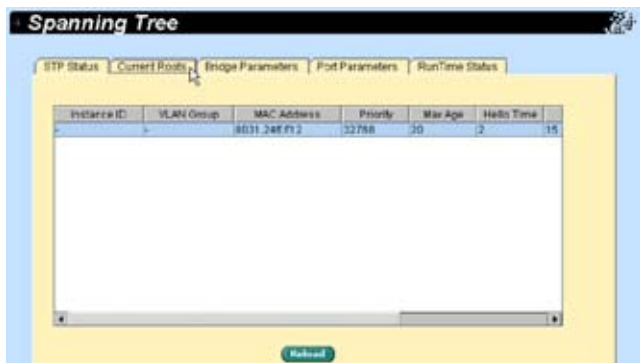 Spanning Tree
STP Status Current Roots Bridge Parameters Port Parameters RunTime Status
Instance ID VLAN Group MAC Address Priority Max Age Hello Time
- - 32768 20 2 15
Reload